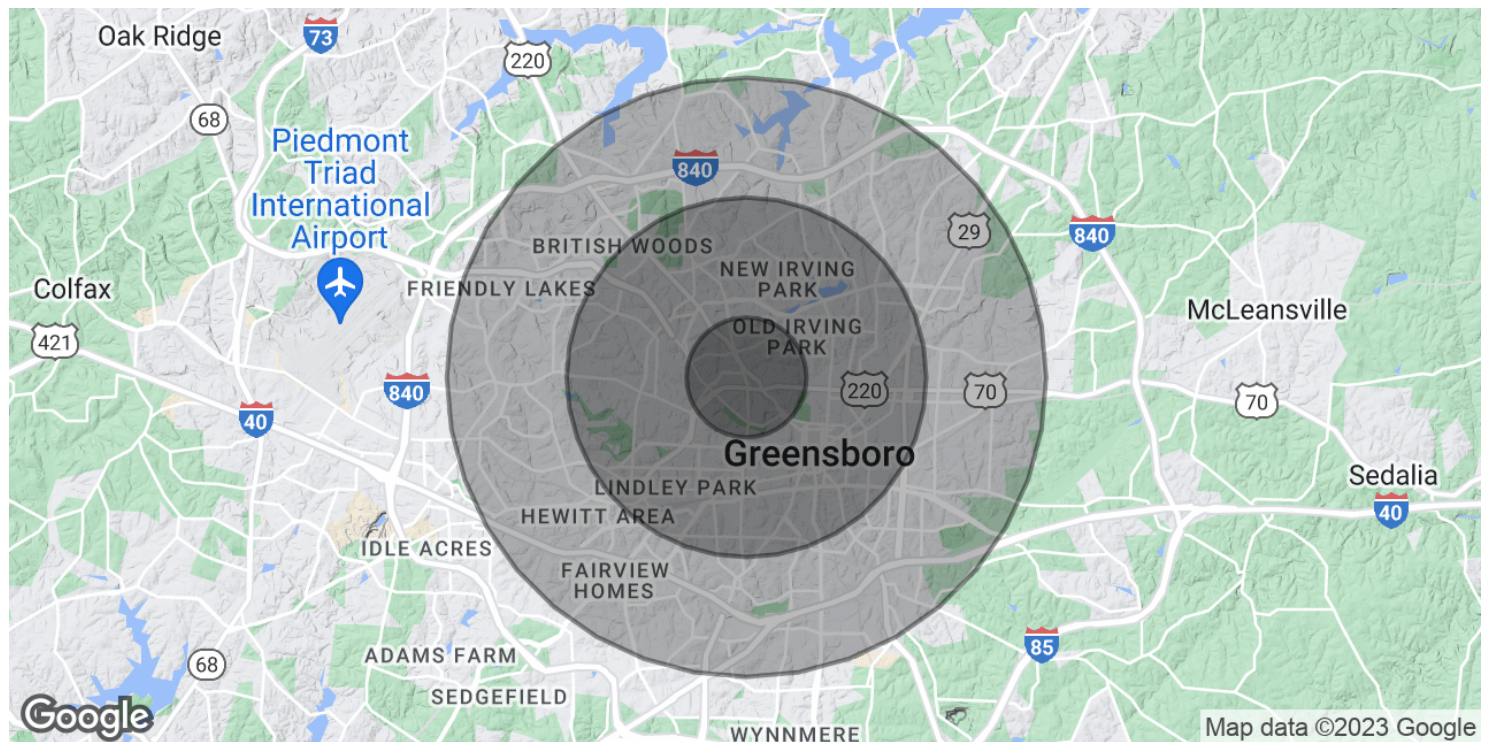 Oak Ridge
73
220
68
Piedmont
Triad
International
Airport
840
BRITISH WOODS
29
840
NEW IRVING
PARK
Colfax
FRIENDLY LAKES
McLeansville
421
OLD IRVING
PARK
840
220
70
70
40
Greensboro
Sedalia
LINDLEY PARK
40
HEWITT AREA
IDLE ACRES
FAIRVIEW
HOMES
85
ADAMS FARM
68
SEDGEFIELD
Google
WYNNMERE
Map data ©2023 Google